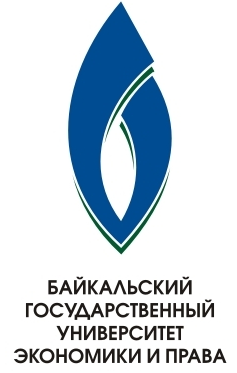 БАЙКАЛЬСКИЙ
ГОСУДАРСТВЕННЫЙ
УНИВЕРСИТЕТ
ЭКОНОМИКИ И ПРАВА